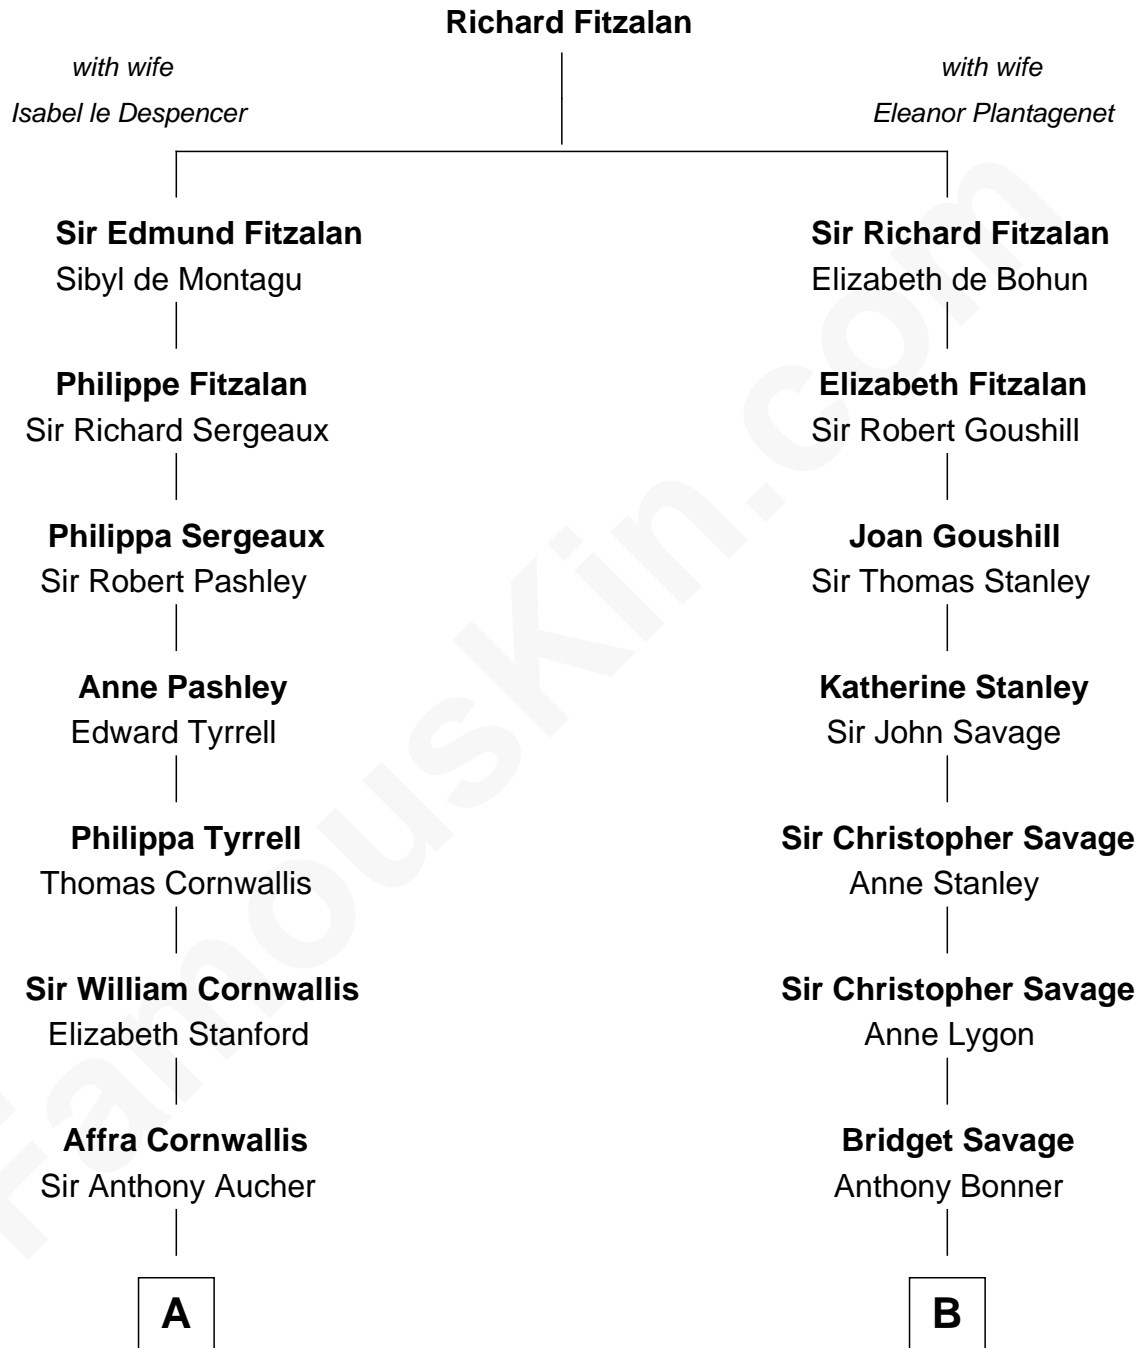 Richard Fitzalan
with wife
Isabel le Despencer
with wife
Eleanor Plantagenet
Sir Edmund Fitzalan
Sibyl de Montagu
Sir Richard Fitzalan
Elizabeth de Bohun
Philippe Fitzalan
Sir Richard Sergeaux
Elizabeth Fitzalan
Sir Robert Goushill
Philippa Sergeaux
Sir Robert Pashley
Joan Goushill
Sir Thomas Stanley
Anne Pashley
Edward Tyrrell
Katherine Stanley
Sir John Savage
Philippa Tyrrell
Thomas Cornwallis
Sir Christopher Savage
Anne Stanley
Sir William Cornwallis
Elizabeth Stanford
Sir Christopher Savage
Anne Lygon
Affra Cornwallis
Sir Anthony Aucher
Bridget Savage
Anthony Bonner
A
B
FamousKin.com